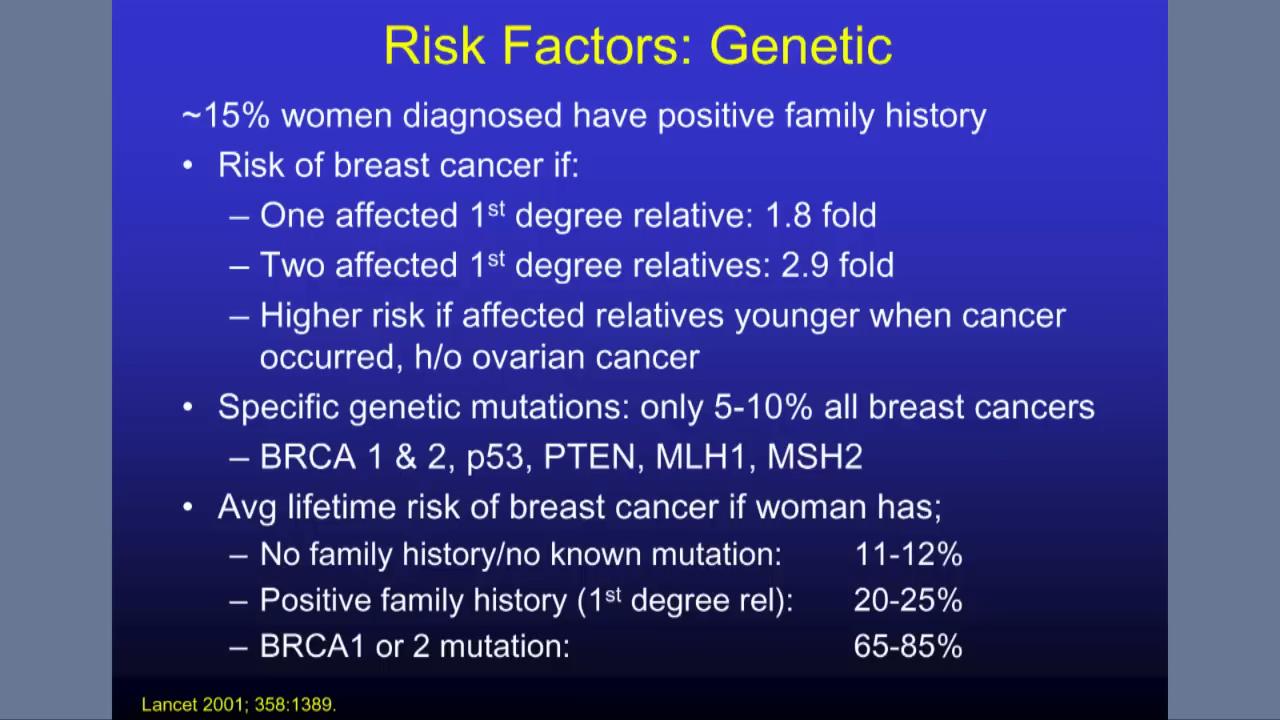 Risk Factors: Genetic
~15% women diagnosed have positive family history
• Risk of breast cancer if:
– One affected 1st degree relative: 1.8 fold
– Two affected 1st degree relatives: 2.9 fold
– Higher risk if affected relatives younger when cancer
occurred, h/o ovarian cancer
• Specific genetic mutations: only 5-10% all breast cancers
– BRCA 1 & 2, p53, PTEN, MLH1, MSH2
• Avg lifetime risk of breast cancer if woman has;
– No family history/no known mutation: 11-12%
– Positive family history (1st degree rel): 20-25%
– BRCA1 or 2 mutation: 65-85%
Lancet 2001; 358:1389.